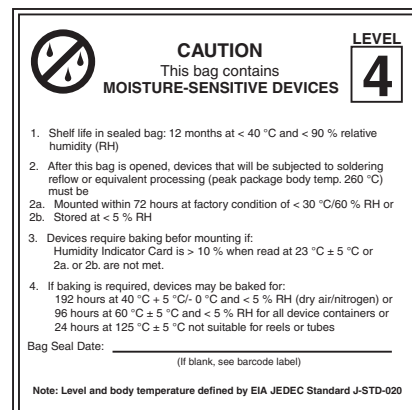 CAUTION
This bag contains
MOISTURE-SENSITIVE DEVICES
LEVEL
4
1. Shelf life in sealed bag: 12 months at < 40 °C and < 90 % relative
humidity (RH)
2. After this bag is opened, devices that will be subjected to soldering
reflow or equivalent processing (peak package body temp. 260 °C)
must be
2a. Mounted within 72 hours at factory condition of < 30 °C/60 % RH or
2b. Stored at < 5 % RH
3. Devices require baking befor mounting if:
Humidity Indicator Card is > 10 % when read at 23 °C ± 5 °C or
2a. or 2b. are not met.
4. If baking is required, devices may be baked for:
192 hours at 40 °C + 5 °C/- 0 °C and < 5 % RH (dry air/nitrogen) or
96 hours at 60 °C ± 5 °C and < 5 % RH for all device containers or
24 hours at 125 °C ± 5 °C not suitable for reels or tubes
Bag Seal Date:
(If blank, see barcode label)
Note: Level and body temperature defined by EIA JEDEC Standard J-STD-020